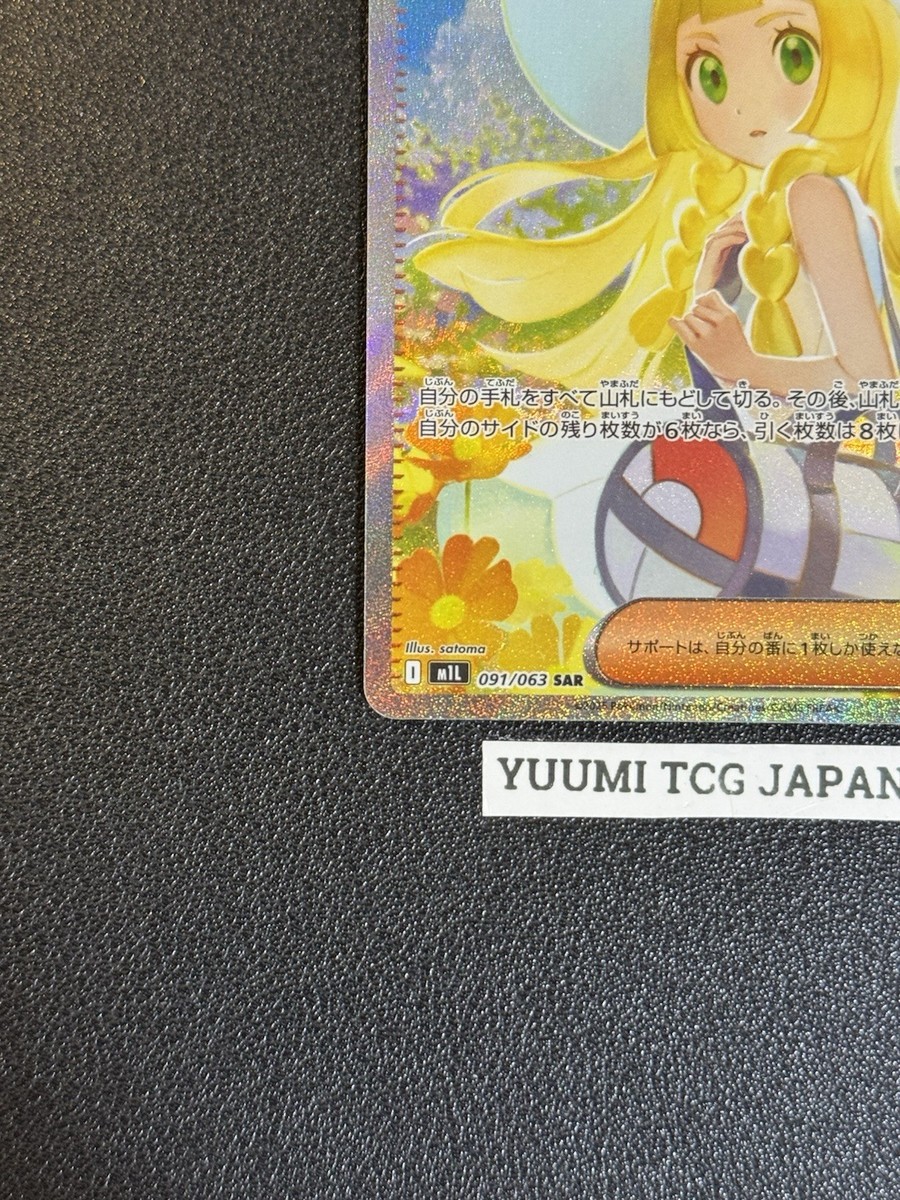 自分の手札をすべて山札にもどして切る。その後、山札
自分のサイドの残り枚数が6枚なら、引く枚数は8枚
サポートは、自分の番に1枚しか使えな
Illus. satoma
I M1L 091/063 SAR
YUUMI TCG JAPAN